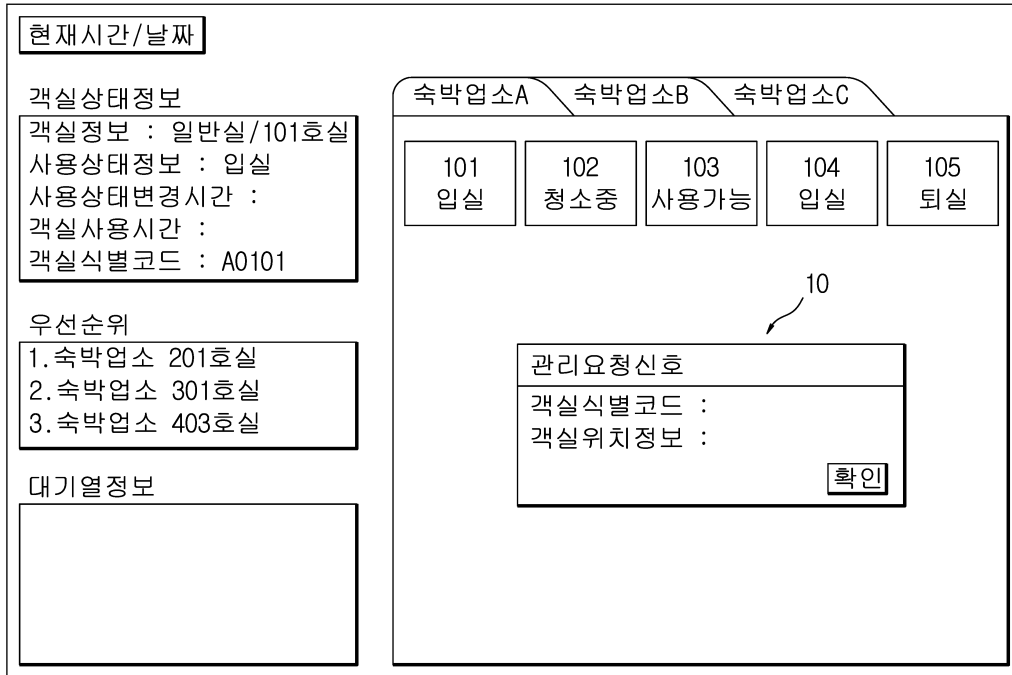 현재시간/날짜
객실상태정보
객실정보 : 일반실/101호실
사용상태정보 : 입실
사용상태변경시간 :
객실사용시간 :
객실식별코드 : A0101
우선순위
1.숙박업소 201호실
2.숙박업소 301호실
3.숙박업소 403호실
대기열정보
숙박업소A 숙박업소B 숙박업소C
101 102 103 104 105
입실 청소중 사용가능 입실 퇴실
10
관리요청신호
객실식별코드 :
객실위치정보 :
확인